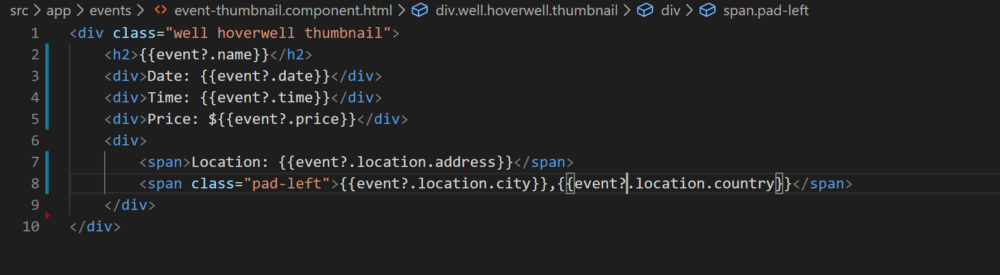 src > app > events > <> event-thumbnail.component.html > div.well.hoverwell.thumbnail > div > span.pad-left
1 <div class="well hoverwell thumbnail">
2 <h2>{{event?.name}}</h2>
3 <div>Date: {{event?.date}}</div>
4 <div>Time: {{event?.time}}</div>
5 <div>Price: ${{event?.price}}</div>
6 <div>
7 <span>Location: {{event?.location.address}}</span>
8 <span class="pad-left">{{event?.location.city}},{{event?.location.country}}</span>
9 </div>
10 </div>